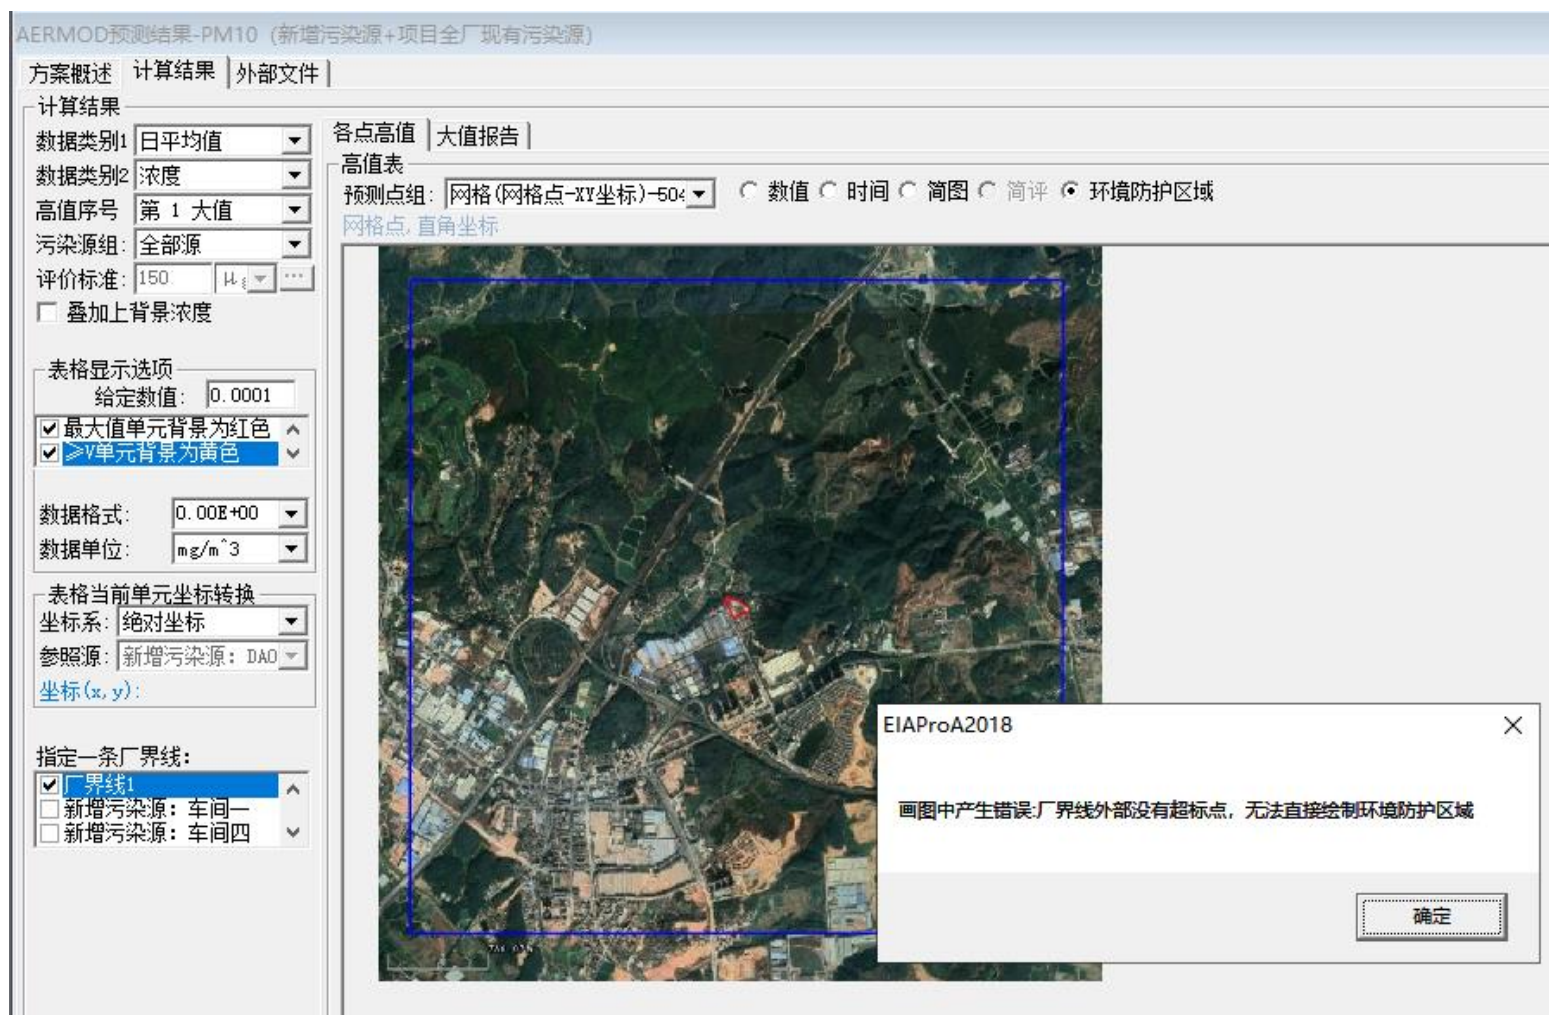 AERMOD预测结果-PM10（新增污染源+项目全厂现有污染源）
方案概述 计算结果 外部文件
计算结果
数据类别1 日平均值
数据类别2 浓度
高值序号 第 1 大值
污染源组: 全部源
评价标准: 150 μg ...
叠加上背景浓度
表格显示选项
给定数值: 0.0001
最大值单元背景为红色
≥V单元背景为黄色
数据格式: 0.00E+00
数据单位: mg/m^3
表格当前单元坐标转换
坐标系: 绝对坐标
参照源: 新增污染源: DA0
坐标(x,y):
指定一条厂界线:
厂界线1
新增污染源: 车间一
新增污染源: 车间四
各点高值 大值报告
高值表
预测点组: 网格(网格点-XY坐标)-504 数值 时间 简图 简评 环境防护区域
网格点,直角坐标
EIAProA2018
画图中产生错误:厂界线外部没有超标点，无法直接绘制环境防护区域
确定